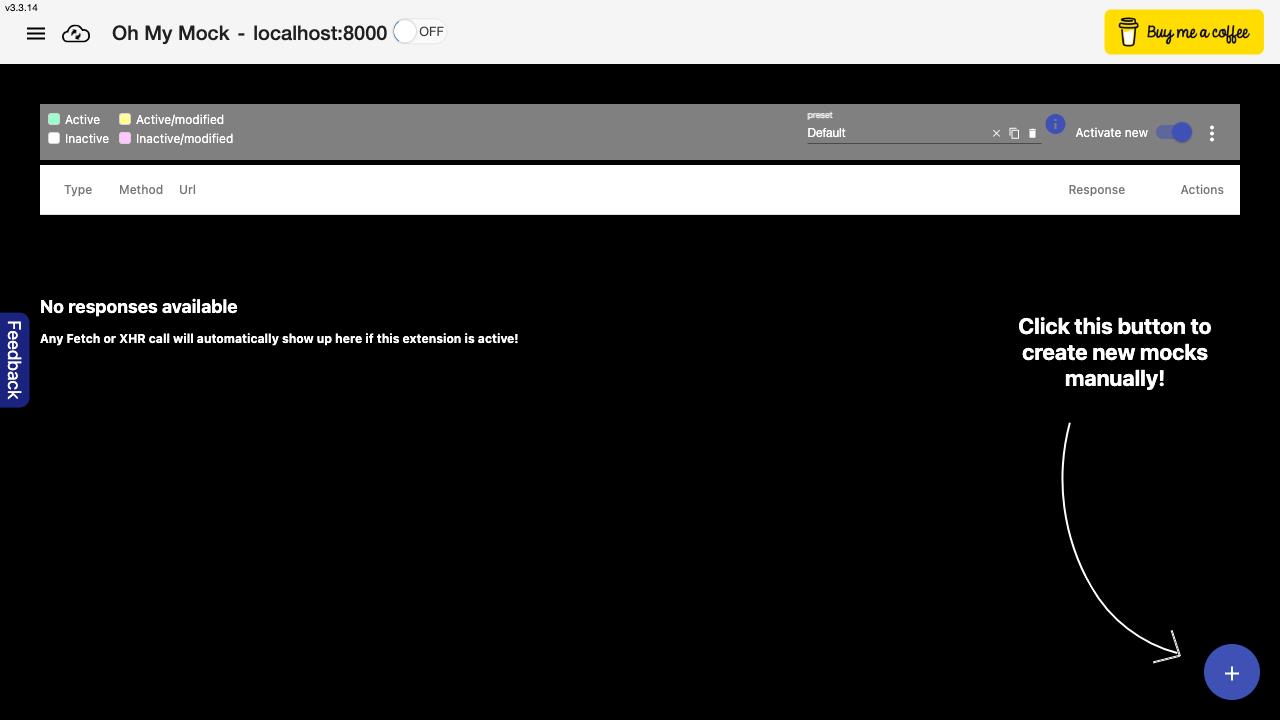 v3.3.14
Oh My Mock - localhost:8000
OFF
Buy me a coffee
Active
Active/modified
Inactive
Inactive/modified
preset
Default
Activate new
Type Method Url Response Actions
No responses available
Any Fetch or XHR call will automatically show up here if this extension is active!
Feedback
Click this button to
create new mocks
manually!